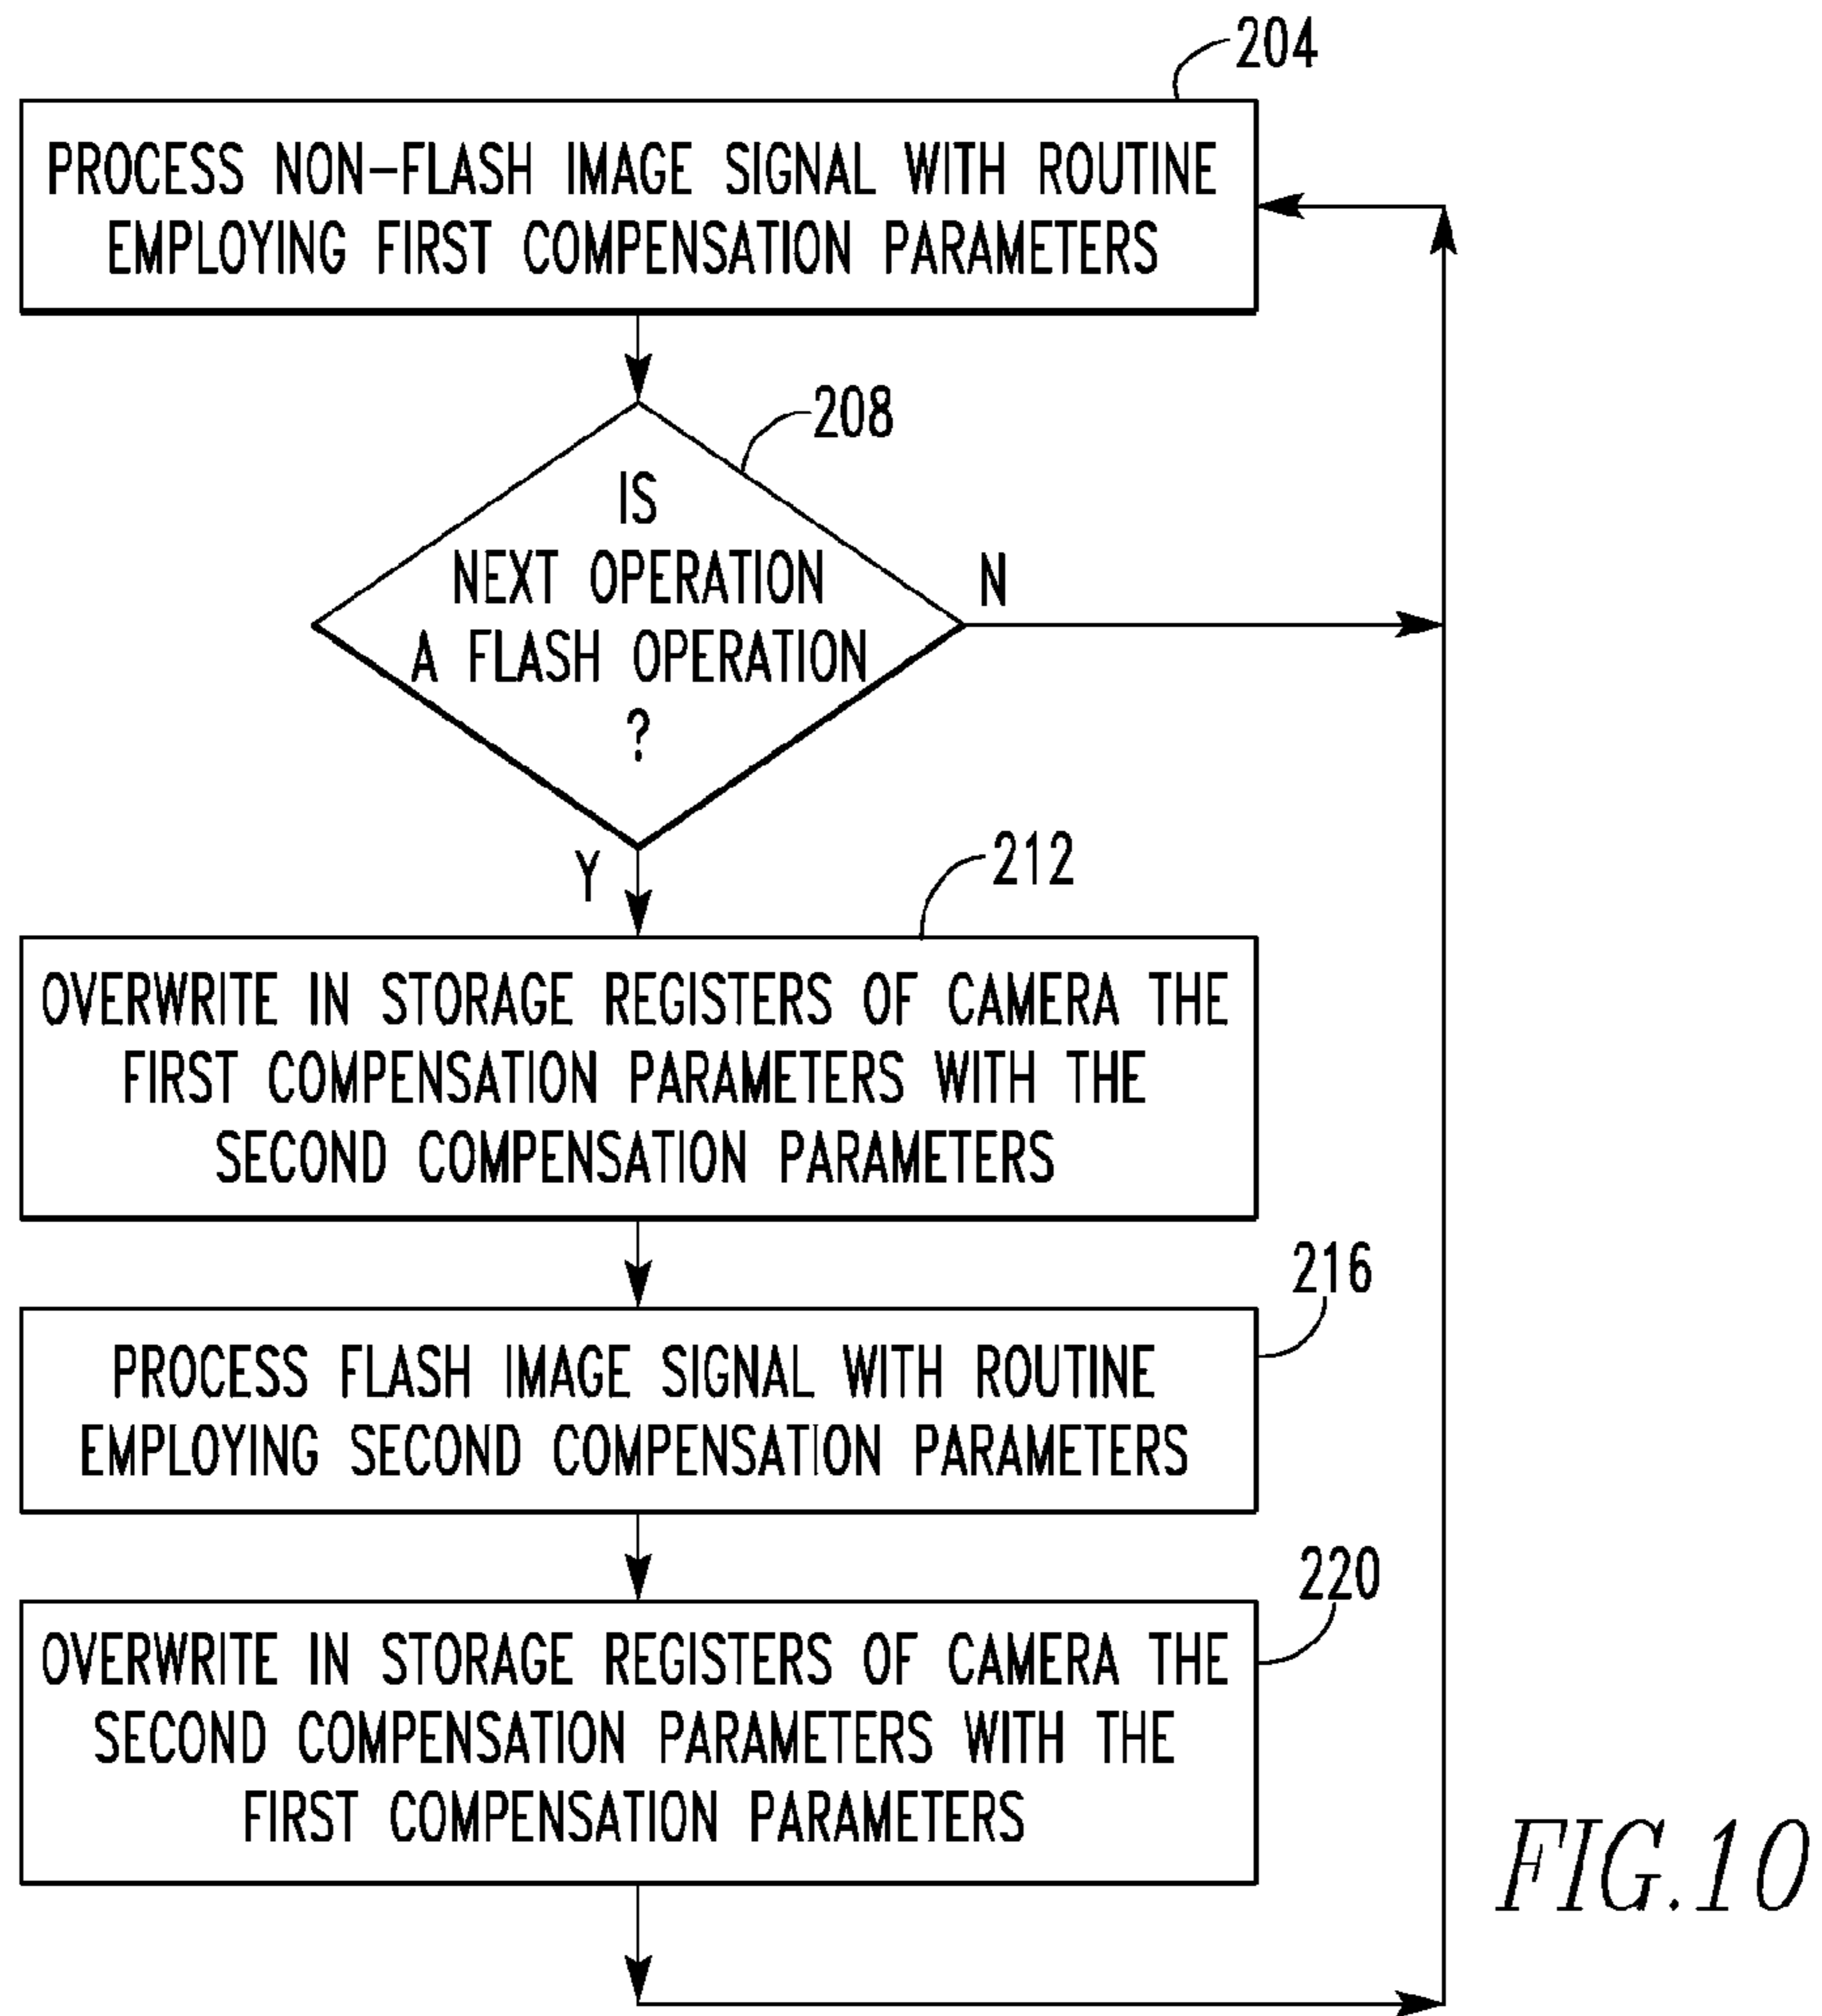 204
PROCESS NON-FLASH IMAGE SIGNAL WITH ROUTINE
EMPLOYING FIRST COMPENSATION PARAMETERS
208
IS
NEXT OPERATION
A FLASH OPERATION
?
N
Y
212
OVERWRITE IN STORAGE REGISTERS OF CAMERA THE
FIRST COMPENSATION PARAMETERS WITH THE
SECOND COMPENSATION PARAMETERS
216
PROCESS FLASH IMAGE SIGNAL WITH ROUTINE
EMPLOYING SECOND COMPENSATION PARAMETERS
220
OVERWRITE IN STORAGE REGISTERS OF CAMERA THE
SECOND COMPENSATION PARAMETERS WITH THE
FIRST COMPENSATION PARAMETERS
FIG.10